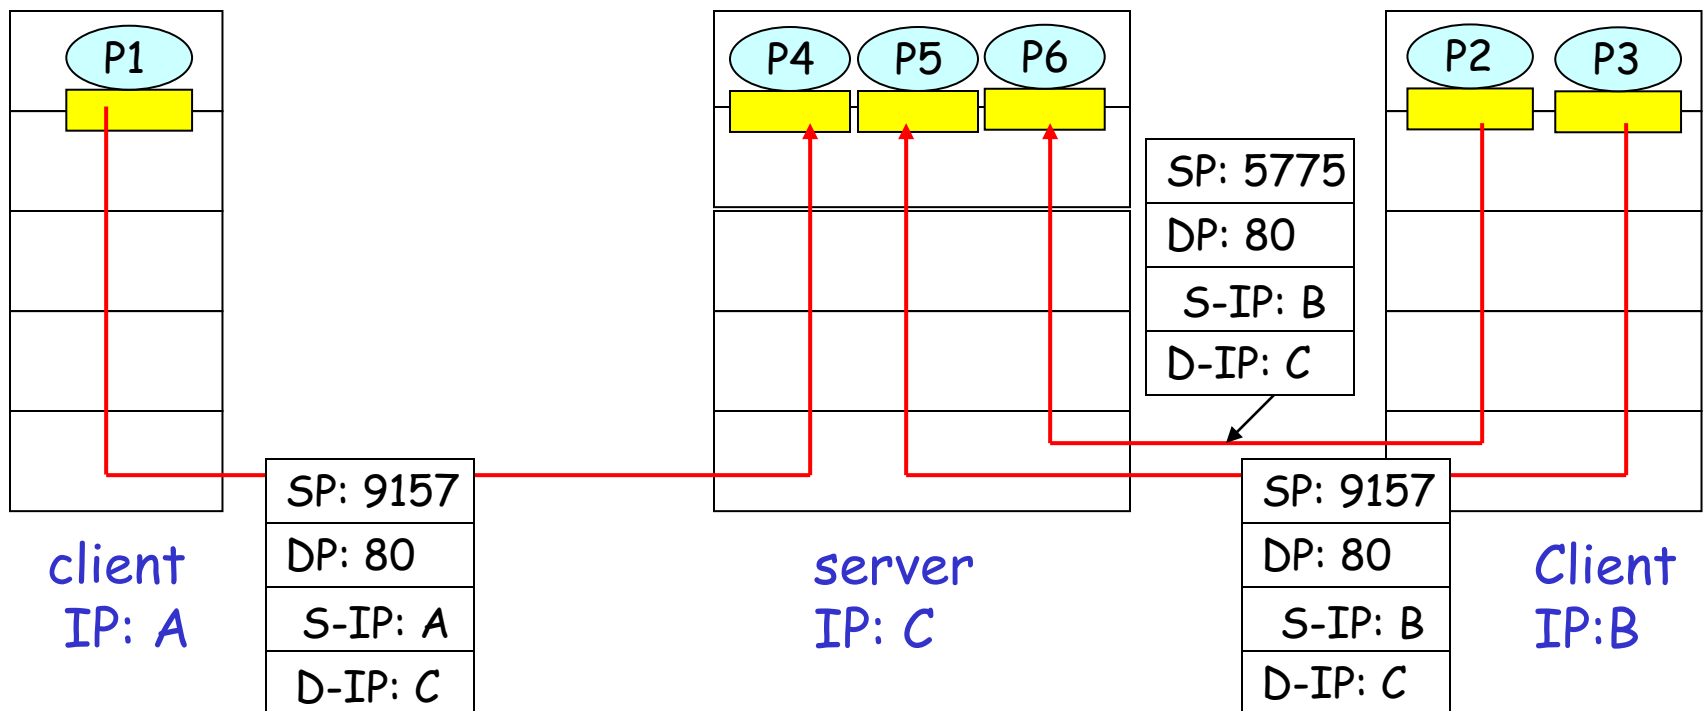 P1
P4
P5
P6
P2
P3
SP: 5775
DP: 80
S-IP: B
D-IP: C
SP: 9157
DP: 80
S-IP: A
D-IP: C
SP: 9157
DP: 80
S-IP: B
D-IP: C
client
IP: A
server
IP: C
Client
IP:B